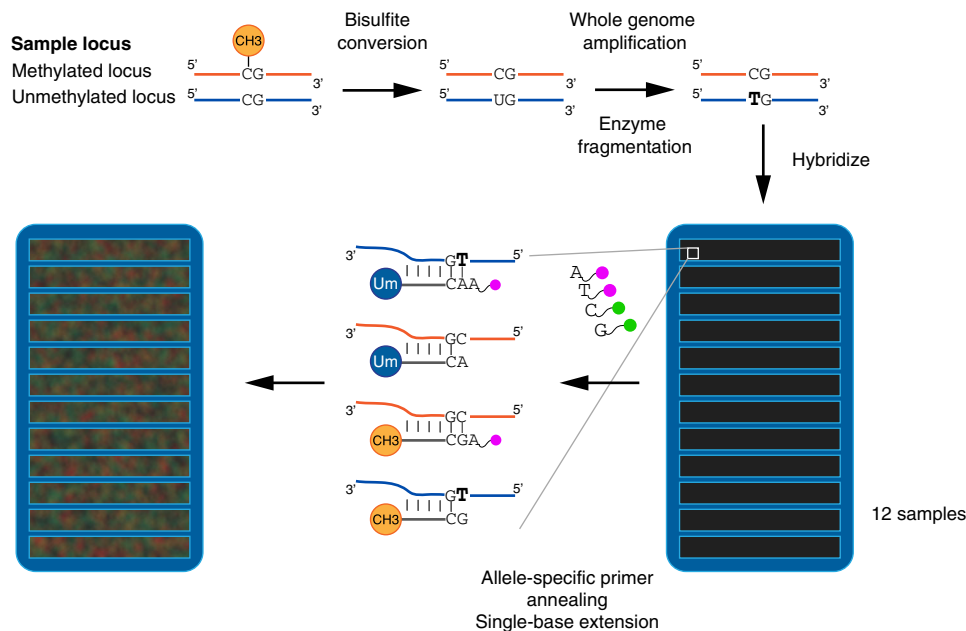 Sample locus
Methylated locus
Unmethylated locus
CH3
5’ CG 3’
5’ CG 3’
Bisulfite
conversion
5’ CG 3’
UG 3’
Whole genome
amplification
Enzyme
fragmentation
5’ CG 3’
5’ TG 3’
Hybridize
3’ GT 5’
Um CAA
3’ GC 5’
Um CA
3’ GC 5’
CH3 CGA
3’ GT 5’
CH3 CG
A
T
C
G
12 samples
Allele-specific primer
annealing
Single-base extension